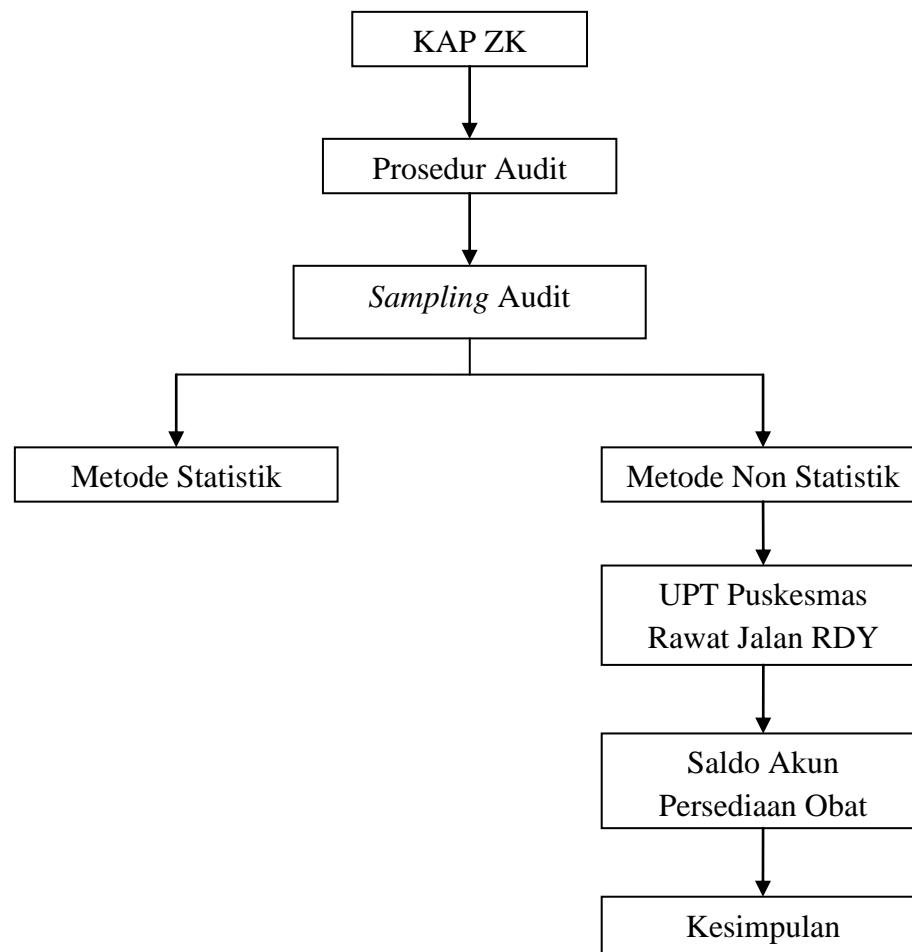 KAP ZK
Prosedur Audit
Sampling Audit
Metode Statistik
Metode Non Statistik
UPT Puskesmas
Rawat Jalan RDY
Saldo Akun
Persediaan Obat
Kesimpulan